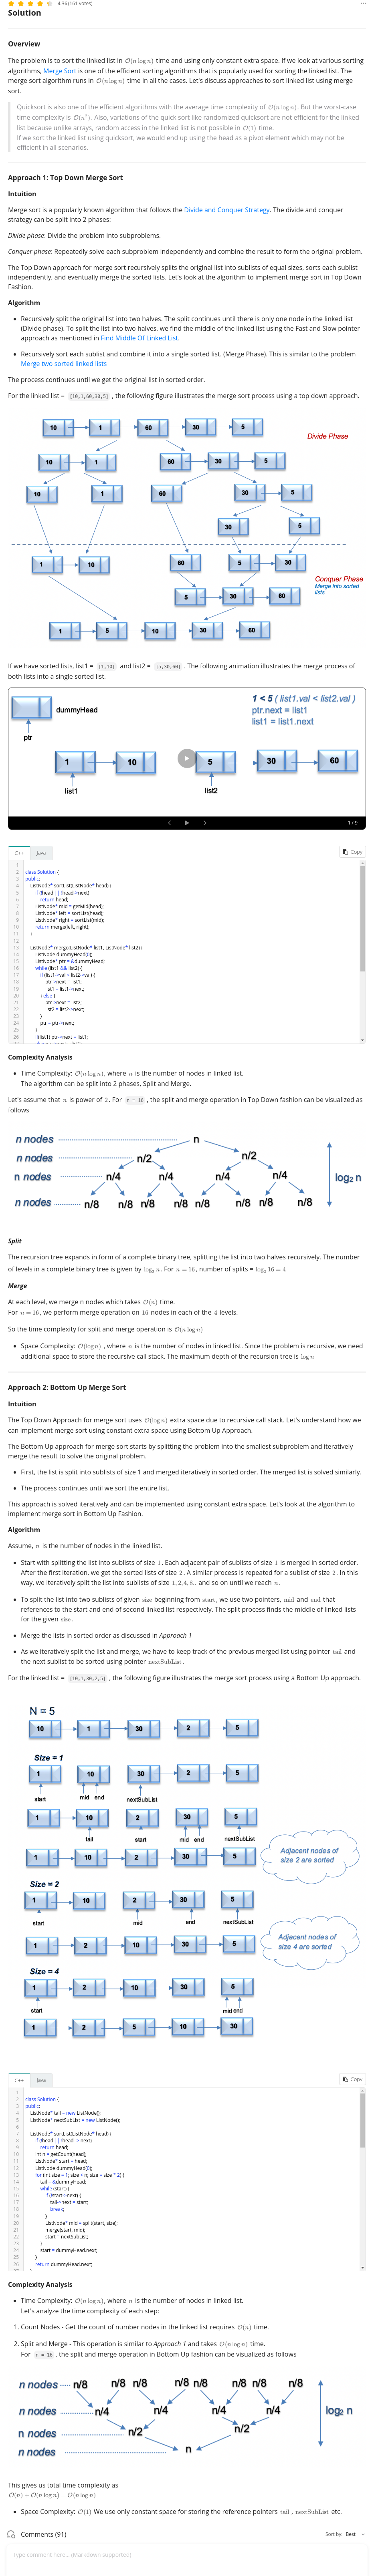 4.36 (161 votes)
Solution
Overview
The problem is to sort the linked list in O(n log n) time and using only constant extra space. If we look at various sorting
algorithms, Merge Sort is one of the efficient sorting algorithms that is popularly used for sorting the linked list. The
merge sort algorithm runs in O(n log n) time in all the cases. Let's discuss approaches to sort linked list using merge
sort.
Quicksort is also one of the efficient algorithms with the average time complexity of O(n log n). But the worst-case
time complexity is O(n²). Also, variations of the quick sort like randomized quicksort are not efficient for the linked
list because unlike arrays, random access in the linked list is not possible in O(1) time.
If we sort the linked list using quicksort, we would end up using the head as a pivot element which may not be
efficient in all scenarios.
Approach 1: Top Down Merge Sort
Intuition
Merge sort is a popularly known algorithm that follows the Divide and Conquer Strategy. The divide and conquer
strategy can be split into 2 phases:
Divide phase: Divide the problem into subproblems.
Conquer phase: Repeatedly solve each subproblem independently and combine the result to form the original problem.
The Top Down approach for merge sort recursively splits the original list into sublists of equal sizes, sorts each sublist
independently, and eventually merge the sorted lists. Let's look at the algorithm to implement merge sort in Top Down
Fashion.
Algorithm
• Recursively split the original list into two halves. The split continues until there is only one node in the linked list
(Divide phase). To split the list into two halves, we find the middle of the linked list using the Fast and Slow pointer
approach as mentioned in Find Middle Of Linked List.
• Recursively sort each sublist and combine it into a single sorted list. (Merge Phase). This is similar to the problem
Merge two sorted linked lists
The process continues until we get the original list in sorted order.
For the linked list = [10,1,60,30,5] , the following figure illustrates the merge sort process using a top down approach.
10 1 60 30 5
Divide Phase
10 1 60 30 5
10 1 60 30 5
30 5
1 10 60 5 30
Conquer Phase
Merge into sorted
lists
5 30 60
1 5 10 30 60
If we have sorted lists, list1 = [1,10] and list2 = [5,30,60] . The following animation illustrates the merge process of
both lists into a single sorted list.
dummyHead
ptr
1 < 5 ( list1.val < list2.val )
ptr.next = list1
list1 = list1.next
1 10 5 30 60
list1 list2
1 / 9
C++ Java Copy
1
2 class Solution {
3 public:
4 ListNode* sortList(ListNode* head) {
5 if (!head || !head->next)
6 return head;
7 ListNode* mid = getMid(head);
8 ListNode* left = sortList(head);
9 ListNode* right = sortList(mid);
10 return merge(left, right);
11 }
12
13 ListNode* merge(ListNode* list1, ListNode* list2) {
14 ListNode dummyHead(0);
15 ListNode* ptr = &dummyHead;
16 while (list1 && list2) {
17 if (list1->val < list2->val) {
18 ptr->next = list1;
19 list1 = list1->next;
20 } else {
21 ptr->next = list2;
22 list2 = list2->next;
23 }
24 ptr = ptr->next;
25 }
26 if(list1) ptr->next = list1;
Complexity Analysis
• Time Complexity: O(n log n), where n is the number of nodes in linked list.
The algorithm can be split into 2 phases, Split and Merge.
Let's assume that n is power of 2. For n = 16 , the split and merge operation in Top Down fashion can be visualized as
follows
n nodes n
n nodes n/2 n/2
n nodes n/4 n/4 n/4 n/4
n nodes n/8 n/8 n/8 n/8 n/8 n/8 n/8 n/8
log₂ n
Split
The recursion tree expands in form of a complete binary tree, splitting the list into two halves recursively. The number
of levels in a complete binary tree is given by log₂ n. For n = 16, number of splits = log₂ 16 = 4
Merge
At each level, we merge n nodes which takes O(n) time.
For n = 16, we perform merge operation on 16 nodes in each of the 4 levels.
So the time complexity for split and merge operation is O(n log n)
• Space Complexity: O(log n) , where n is the number of nodes in linked list. Since the problem is recursive, we need
additional space to store the recursive call stack. The maximum depth of the recursion tree is log n
Approach 2: Bottom Up Merge Sort
Intuition
The Top Down Approach for merge sort uses O(log n) extra space due to recursive call stack. Let's understand how we
can implement merge sort using constant extra space using Bottom Up Approach.
The Bottom Up approach for merge sort starts by splitting the problem into the smallest subproblem and iteratively
merge the result to solve the original problem.
• First, the list is split into sublists of size 1 and merged iteratively in sorted order. The merged list is solved similarly.
• The process continues until we sort the entire list.
This approach is solved iteratively and can be implemented using constant extra space. Let's look at the algorithm to
implement merge sort in Bottom Up Fashion.
Algorithm
Assume, n is the number of nodes in the linked list.
• Start with splitting the list into sublists of size 1. Each adjacent pair of sublists of size 1 is merged in sorted order.
After the first iteration, we get the sorted lists of size 2. A similar process is repeated for a sublist of size 2. In this
way, we iteratively split the list into sublists of size 1, 2, 4, 8.. and so on until we reach n.
• To split the list into two sublists of given size beginning from start, we use two pointers, mid and end that
references to the start and end of second linked list respectively. The split process finds the middle of linked lists
for the given size.
• Merge the lists in sorted order as discussed in Approach 1
• As we iteratively split the list and merge, we have to keep track of the previous merged list using pointer tail and
the next sublist to be sorted using pointer nextSubList.
For the linked list = [10,1,30,2,5] , the following figure illustrates the merge sort process using a Bottom Up approach.
N = 5
10 1 30 2 5
Size = 1
1 10 30 2 5
start mid end nextSubList
1 10 2 30 5
tail start mid end nextSubList
1 10 2 30 5
Adjacent nodes of
size 2 are sorted
Size = 2
1 10 2 30 5
start mid end nextSubList
1 2 10 30 5
Adjacent nodes of
size 4 are sorted
Size = 4
1 2 10 30 5
start mid end
1 2 5 10 30
C++ Java Copy
1
2 class Solution {
3 public:
4 ListNode* tail = new ListNode();
5 ListNode* nextSubList = new ListNode();
6
7 ListNode* sortList(ListNode* head) {
8 if (!head || !head -> next)
9 return head;
10 int n = getCount(head);
11 ListNode* start = head;
12 ListNode dummyHead(0);
13 for (int size = 1; size < n; size = size * 2) {
14 tail = &dummyHead;
15 while (start) {
16 if (!start->next) {
17 tail->next = start;
18 break;
19 }
20 ListNode* mid = split(start, size);
21 merge(start, mid);
22 start = nextSubList;
23 }
24 start = dummyHead.next;
25 }
26 return dummyHead.next;
Complexity Analysis
• Time Complexity: O(n log n), where n is the number of nodes in linked list.
Let's analyze the time complexity of each step:
1. Count Nodes - Get the count of number nodes in the linked list requires O(n) time.
2. Split and Merge - This operation is similar to Approach 1 and takes O(n log n) time.
For n = 16 , the split and merge operation in Bottom Up fashion can be visualized as follows
n nodes n/8 n/8 n/8 n/8 n/8 n/8 n/8 n/8
n nodes n/4 n/4 n/4 n/4
n nodes n/2 n/2
n nodes n
log₂ n
This gives us total time complexity as
O(n) + O(n log n) = O(n log n)
• Space Complexity: O(1) We use only constant space for storing the reference pointers tail , nextSubList etc.
Comments (91) Sort by: Best
Type comment here... (Markdown supported)